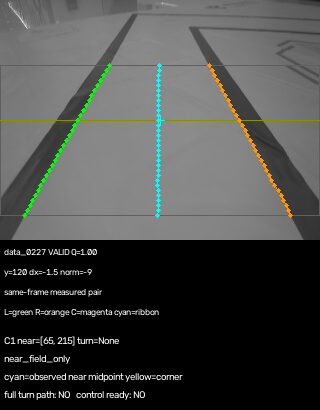 data_0227 VALID Q=1.00
y=120 dx=-1.5 norm=-9
same-frame measured pair
L=green R=orange C=magenta cyan=ribbon
C1 near=[65, 215] turn=None
near_field_only
cyan=observed near midpoint yellow=corner
full turn path: NO control ready: NO